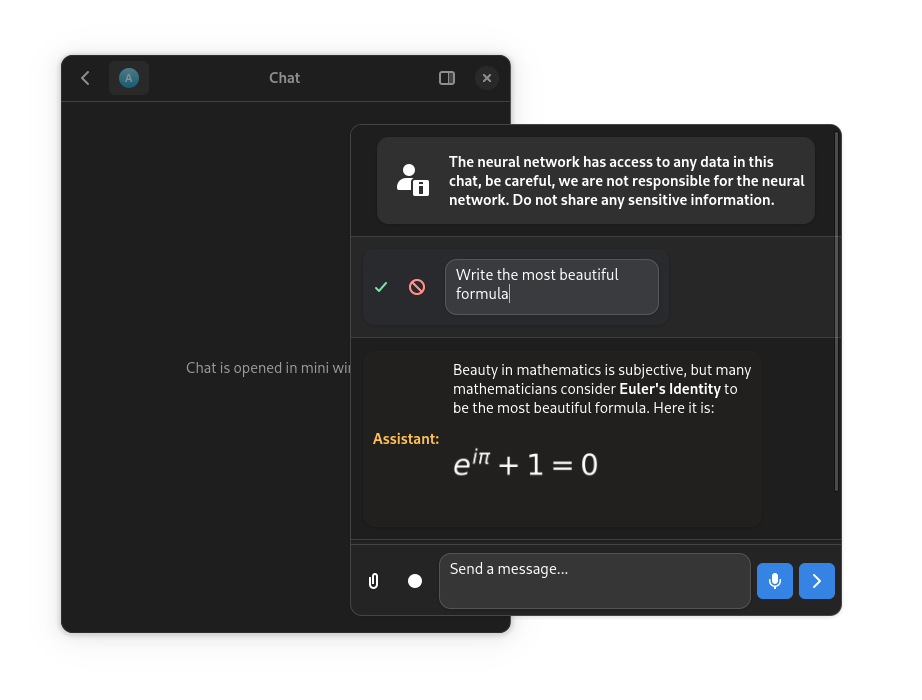 A
Chat
The neural network has access to any data in this
chat, be careful, we are not responsible for the neural
network. Do not share any sensitive information.
Write the most beautiful
formula
Chat is opened in mini
Beauty in mathematics is subjective, but many
mathematicians consider Euler's Identity to
be the most beautiful formula. Here it is:
Assistant:
e^{iπ} + 1 = 0
Send a message...